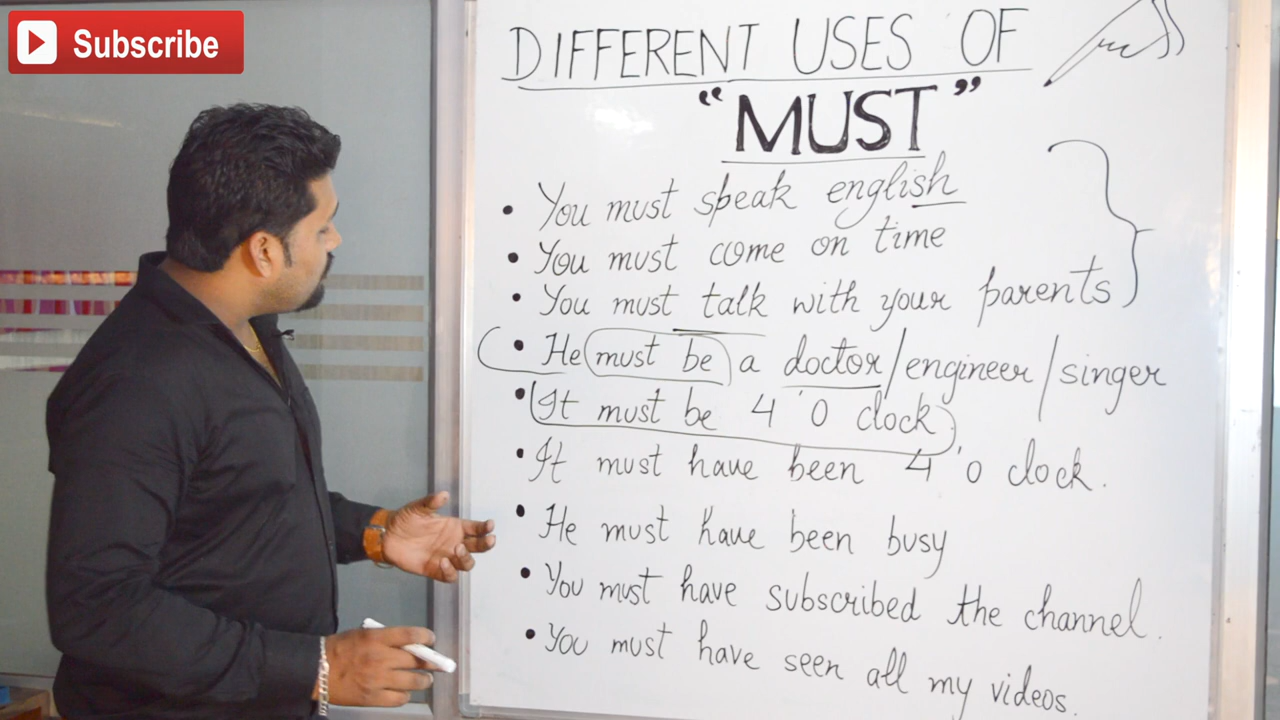 Subscribe
DIFFERENT USES OF
"MUST"
• You must speak english
• You must come on time
• You must talk with your parents
• He must be a doctor/engineer/singer
• It must be 4 'O clock
• It must have been 4 'O clock.
• He must have been busy
• You must have subscribed the channel.
• You must have seen all my videos.